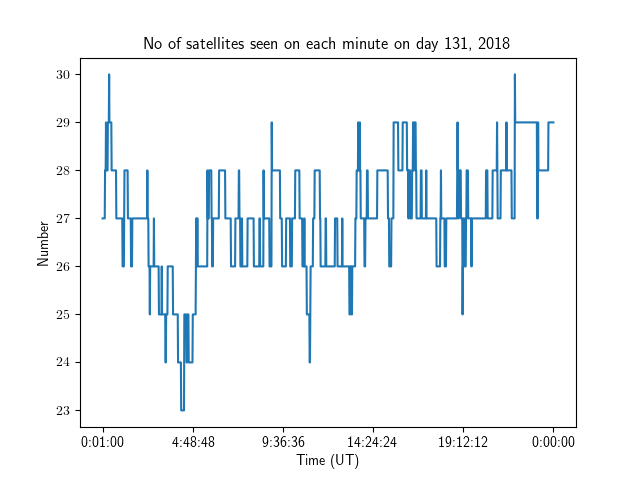 No of satellites seen on each minute on day 131, 2018
30
29
28
27
26
25
24
23
Number
0:01:00 4:48:48 9:36:36 14:24:24 19:12:12 0:00:00
Time (UT)